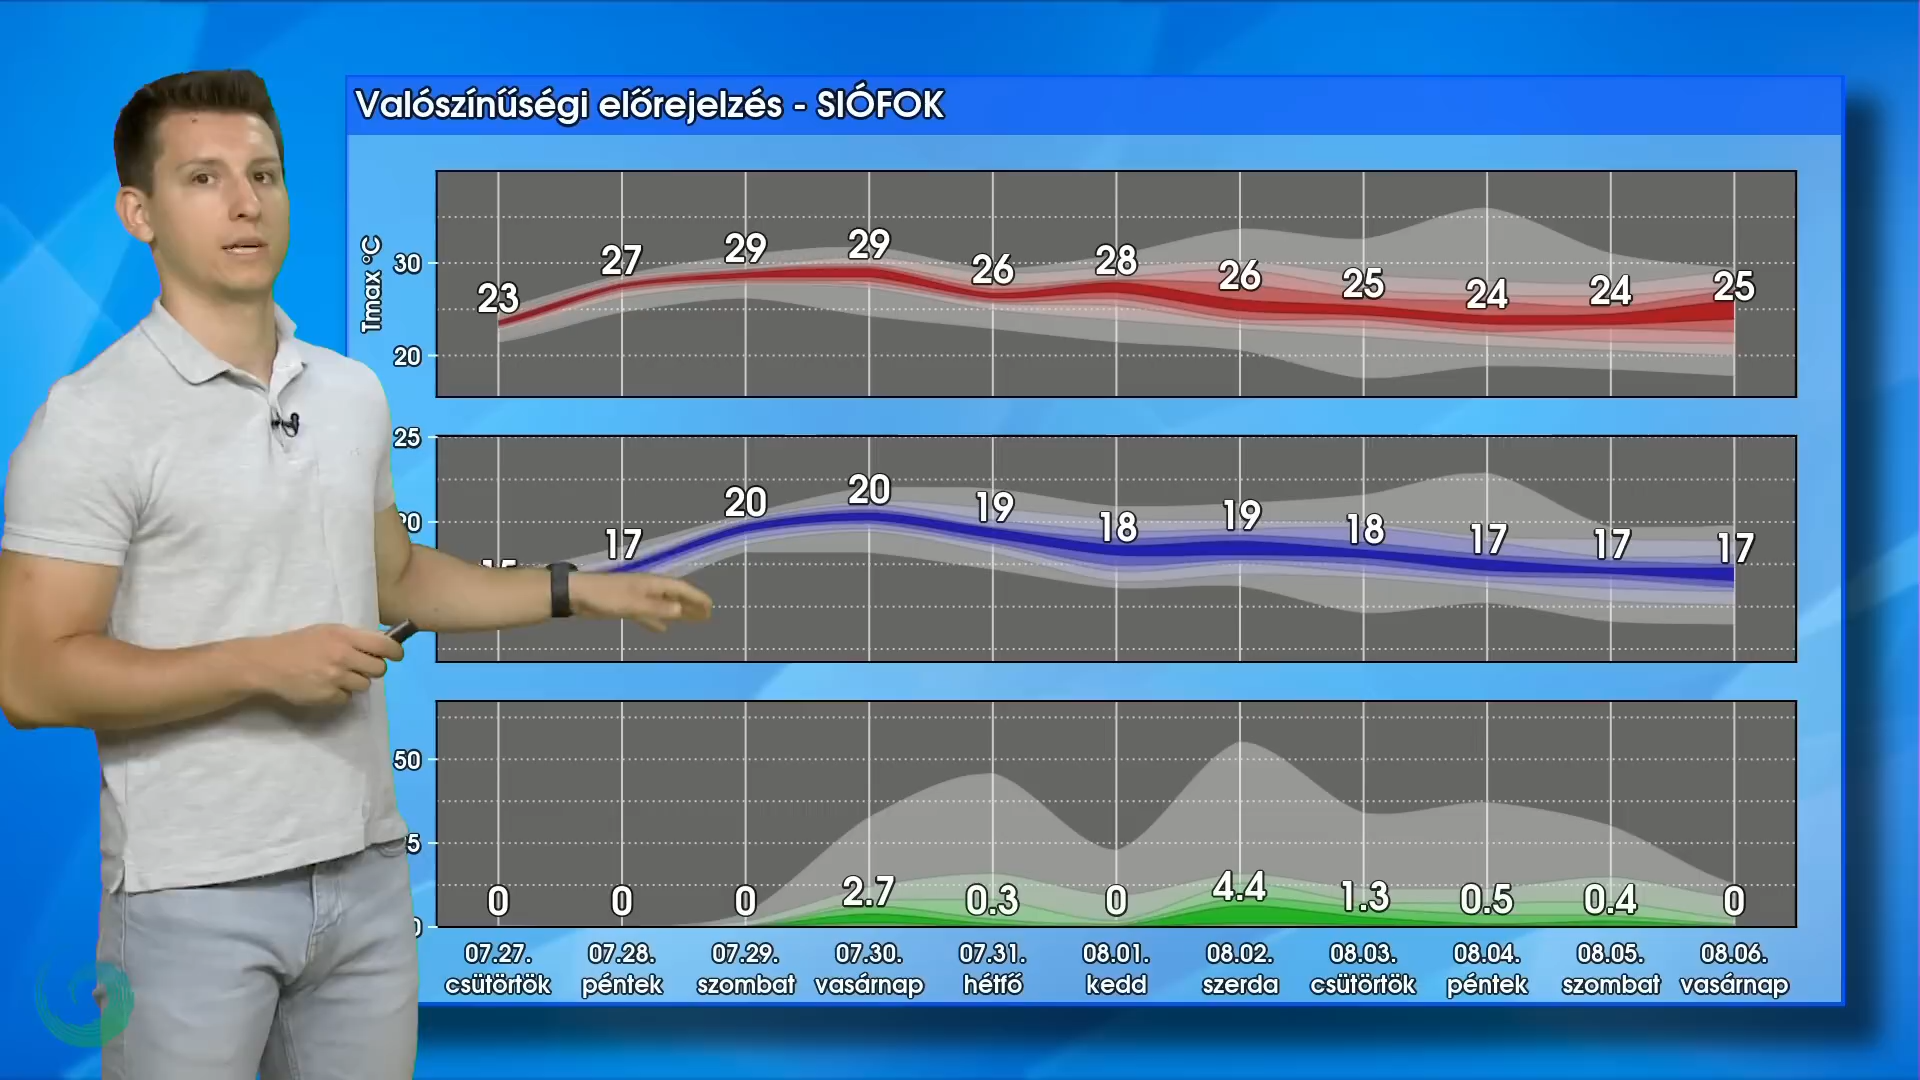 Valószínűségi előrejelzés - SIÓFOK
Tmax °C
30
20
23 27 29 29 26 28 26 25 24 24 25
25
17 20 20 19 18 19 18 17 17 17
50
0 0 0 2.7 0.3 0 4.4 1.3 0.5 0.4 0
07.27. 07.28. 07.29. 07.30. 07.31. 08.01. 08.02. 08.03. 08.04. 08.05. 08.06.
csütörtök péntek szombat vasárnap hétfő kedd szerda csütörtök péntek szombat vasárnap